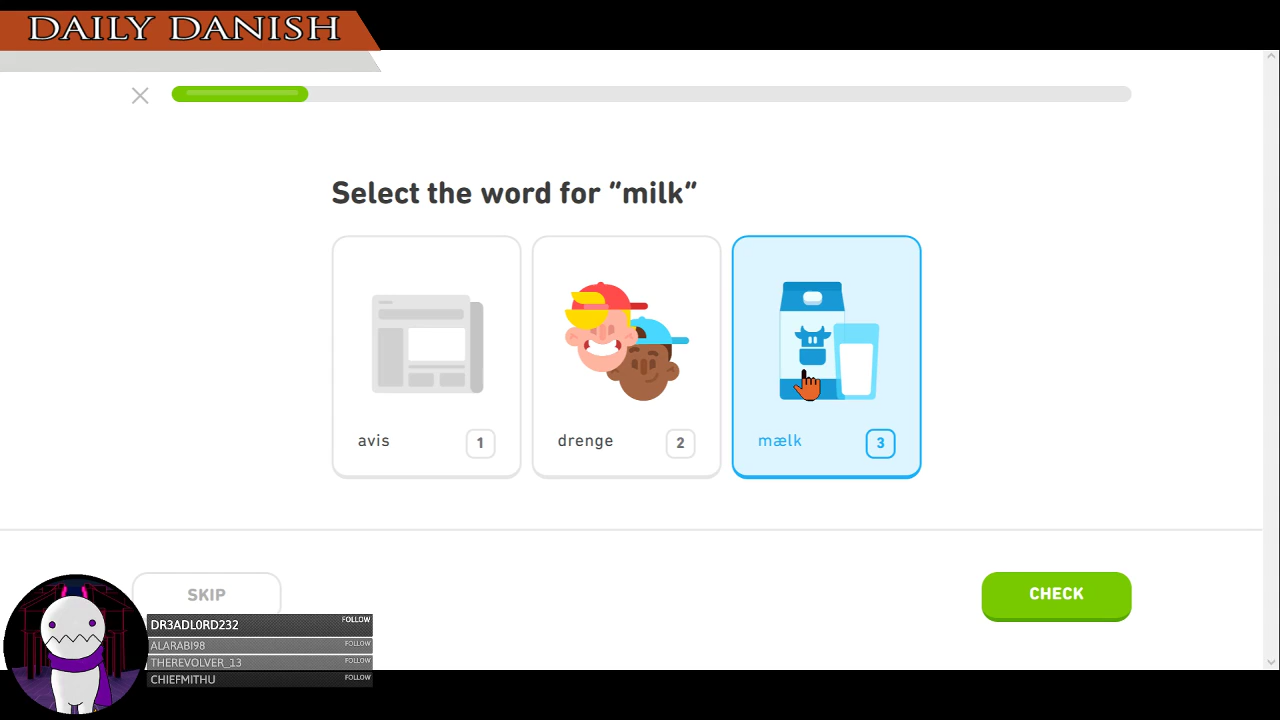 DAILY DANISH
Select the word for “milk”
avis 1
drenge 2
mælk 3
SKIP
CHECK
DR3ADL0RD232 FOLLOW
ALARABI98 FOLLOW
THEREVOLVER_13 FOLLOW
CHIEFMITHU FOLLOW